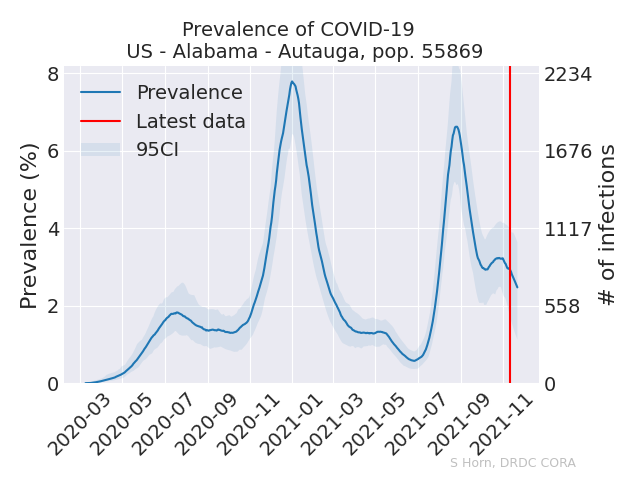 Prevalence of COVID-19
US - Alabama - Autauga, pop. 55869
Prevalence
Latest data
95CI
Prevalence (%)
8
6
4
2
0
# of infections
2234
1676
1117
558
0
2020-03
2020-05
2020-07
2020-09
2020-11
2021-01
2021-03
2021-05
2021-07
2021-09
2021-11
S Horn, DRDC CORA